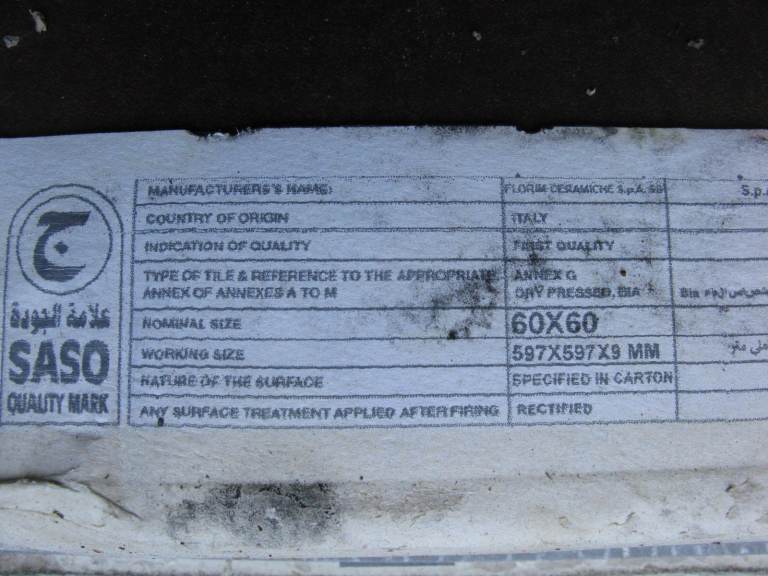 MANUFACTURERS'S NAME: FLORIM CERAMICHE S.p.A. SB S.p.
COUNTRY OF ORIGIN ITALY
INDICATION OF QUALITY FIRST QUALITY
TYPE OF TILE & REFERENCE TO THE APPROPRIATE ANNEX G
ANNEX OF ANNEXES A TO M DRY PRESSED, BIA BIa
NOMINAL SIZE 60X60
WORKING SIZE 597X597X9 MM
NATURE OF THE SURFACE SPECIFIED IN CARTON
ANY SURFACE TREATMENT APPLIED AFTER FIRING RECTIFIED
ج
علامة الجودة
SASO
QUALITY MARK